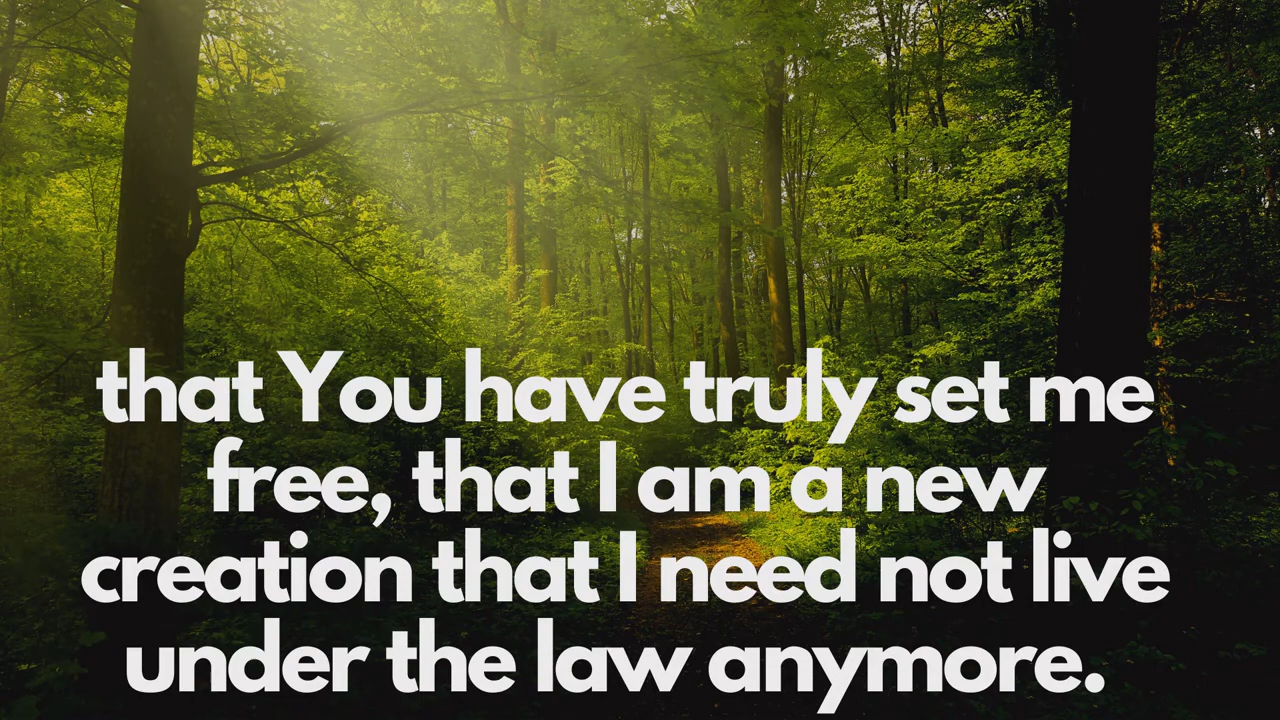 that You have truly set me
free, that I am a new
creation that I need not live
under the law anymore.